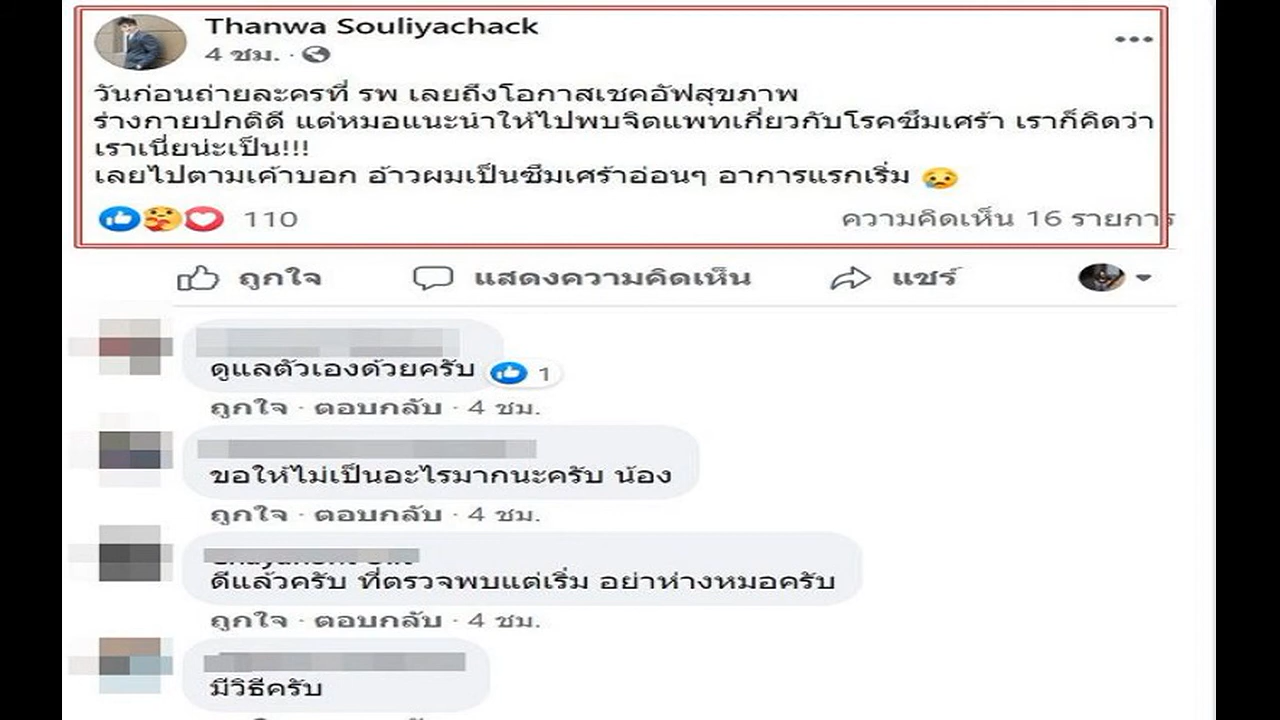 Thanwa Souliyachack
4 ชม. ·
วันก่อนถ่ายละครที่ รพ เลยถึงโอกาสเชคอัฟสุขภาพ
ร่างกายปกติดี แต่หมอแนะนำให้ไปพบจิตแพทเกี่ยวกับโรคซึมเศร้า เราก็คิดว่า
เราเนี่ยน่ะเป็น!!!
เลยไปตามเค้าบอก อ้าวผมเป็นซึมเศร้าอ่อนๆ อาการแรกเริ่ม 😢
110 ความคิดเห็น 16 รายการ
ถูกใจ แสดงความคิดเห็น แชร์
ดูแลตัวเองด้วยครับ 1
ถูกใจ · ตอบกลับ · 4 ชม.
ขอให้ไม่เป็นอะไรมากนะครับ น้อง
ถูกใจ · ตอบกลับ · 4 ชม.
ดีแล้วครับ ที่ตรวจพบแต่เริ่ม อย่าห่างหมอครับ
ถูกใจ · ตอบกลับ · 4 ชม.
มีวิธีครับ